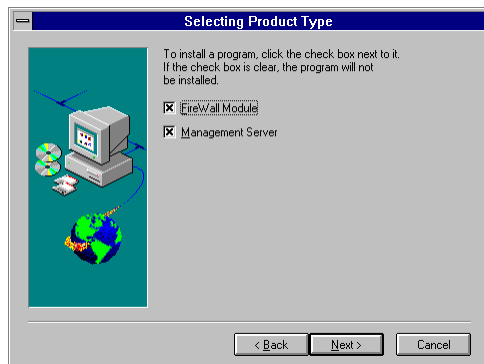 Selecting Product Type
To install a program, click the check box next to it.
If the check box is clear, the program will not
be installed.
FireWall Module
Management Server
< Back
Next >
Cancel